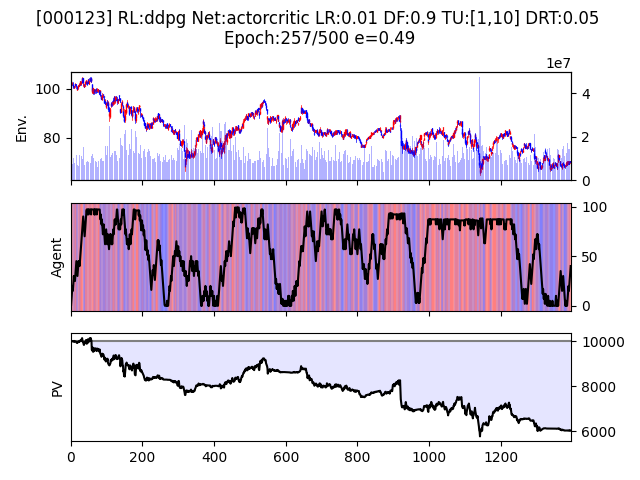 [000123] RL:ddpg Net:actorcritic LR:0.01 DF:0.9 TU:[1,10] DRT:0.05
Epoch:257/500 e=0.49
1e7
100
80
Env.
4
2
0
Agent
100
50
0
PV
10000
8000
6000
0 200 400 600 800 1000 1200